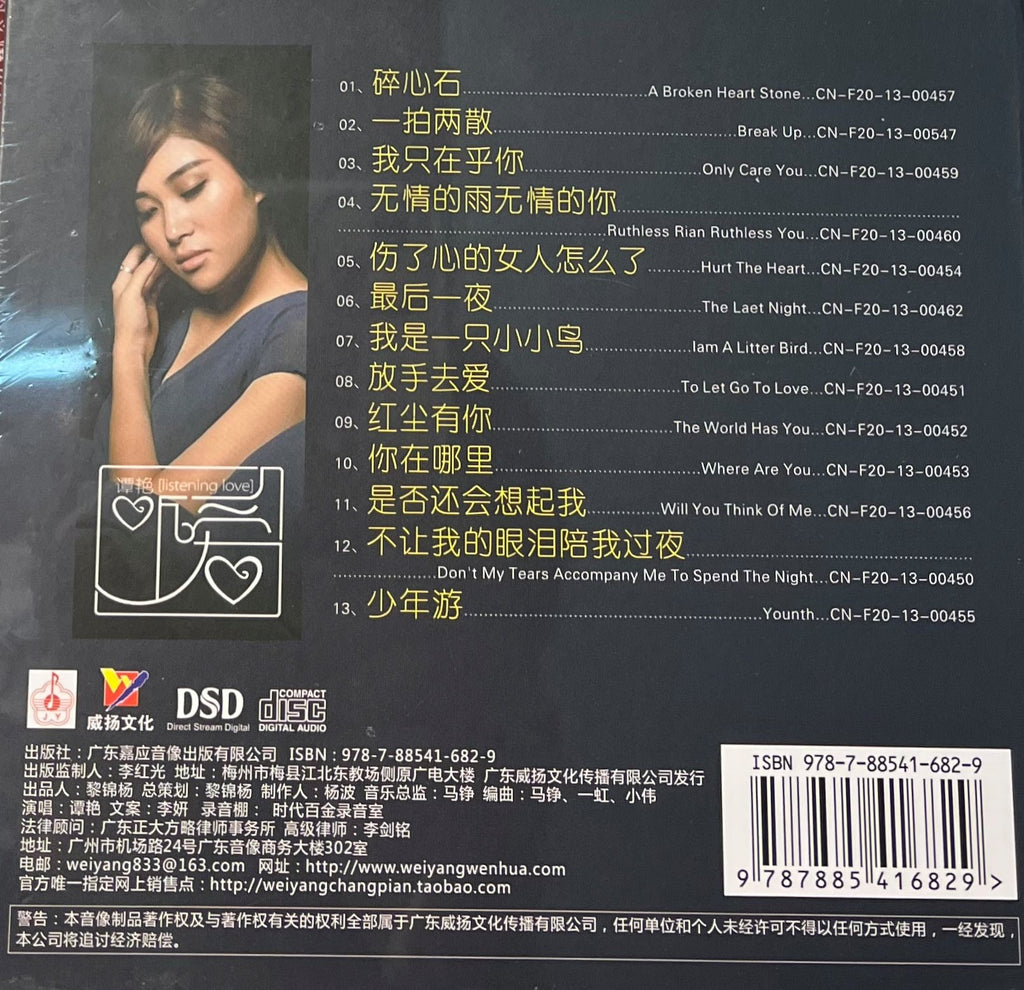 01、碎心石..............................A Broken Heart Stone...CN-F20-13-00457
02、一拍两散..............................Break Up...CN-F20-13-00547
03、我只在乎你..............................Only Care You...CN-F20-13-00459
04、无情的雨无情的你..............................
..............................Ruthless Rian Ruthless You...CN-F20-13-00460
05、伤了心的女人怎么了..........Hurt The Heart...CN-F20-13-00454
06、最后一夜..............................The Laet Night...CN-F20-13-00462
07、我是一只小小鸟..................Iam A Litter Bird...CN-F20-13-00458
08、放手去爱..............................To Let Go To Love...CN-F20-13-00451
09、红尘有你..............................The World Has You...CN-F20-13-00452
10、你在哪里..............................Where Are You...CN-F20-13-00453
11、是否还会想起我............Will You Think Of Me...CN-F20-13-00456
12、不让我的眼泪陪我过夜..............................
.................Don't My Tears Accompany Me To Spend The Night...CN-F20-13-00450
13、少年游..............................Younth...CN-F20-13-00455
谭艳 [listening love]
听爱
J-Y
威扬文化
DSD
Direct Stream Digital
COMPACT
disc
DIGITAL AUDIO
出版社：广东嘉应音像出版有限公司 ISBN：978-7-88541-682-9
出版监制人：李红光 地址：梅州市梅县江北东教场侧原广电大楼 广东威扬文化传播有限公司发行
出品人：黎锦杨 总策划：黎锦杨 制作人：杨波 音乐总监：马铮 编曲：马铮、一虹、小伟
演唱：谭艳 文案：李妍 录音棚： 时代百金录音室
法律顾问：广东正大方略律师事务所 高级律师：李剑铭
地址：广州市机场路24号广东音像商务大楼302室
电邮：weiyang833@163.com 网址：http://www.weiyangwenhua.com
官方唯一指定网上销售点：http://weiyangchangpian.taobao.com
ISBN 978-7-88541-682-9
9 787885 416829 >
警告：本音像制品著作权及与著作权有关的权利全部属于广东威扬文化传播有限公司，任何单位和个人未经许可不得以任何方式使用，一经发现，
本公司将追讨经济赔偿。